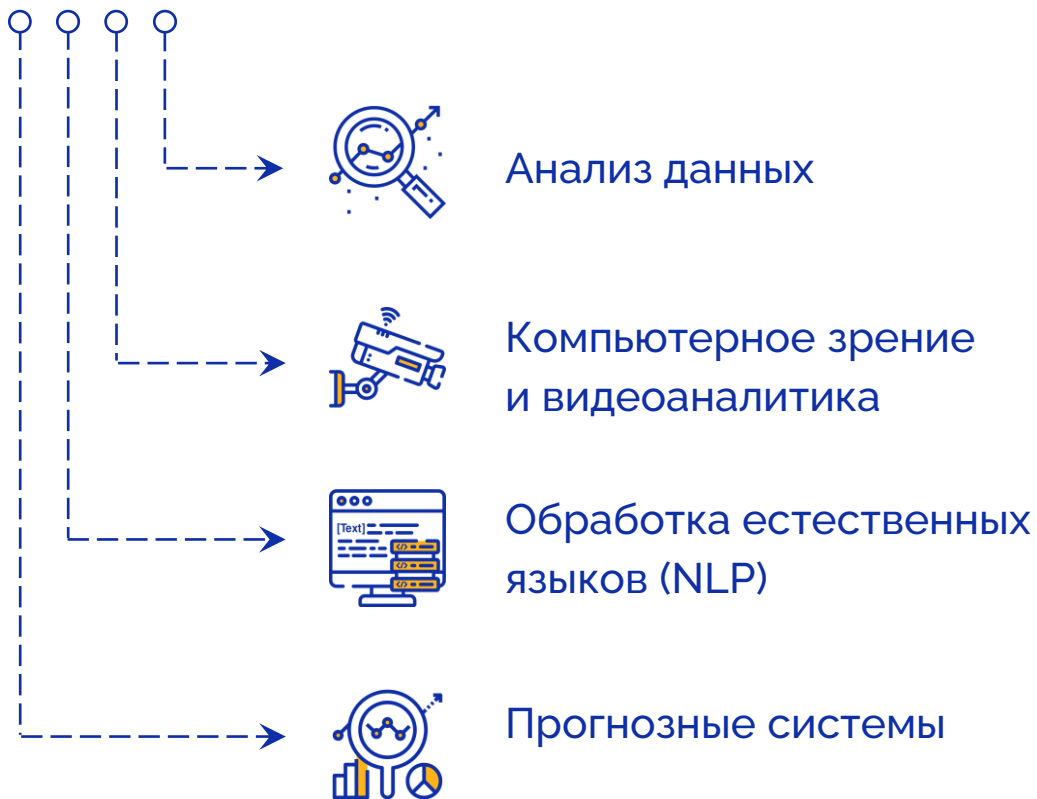 Анализ данных
Компьютерное зрение
и видеоаналитика
[Text]
Обработка естественных
языков (NLP)
Прогнозные системы